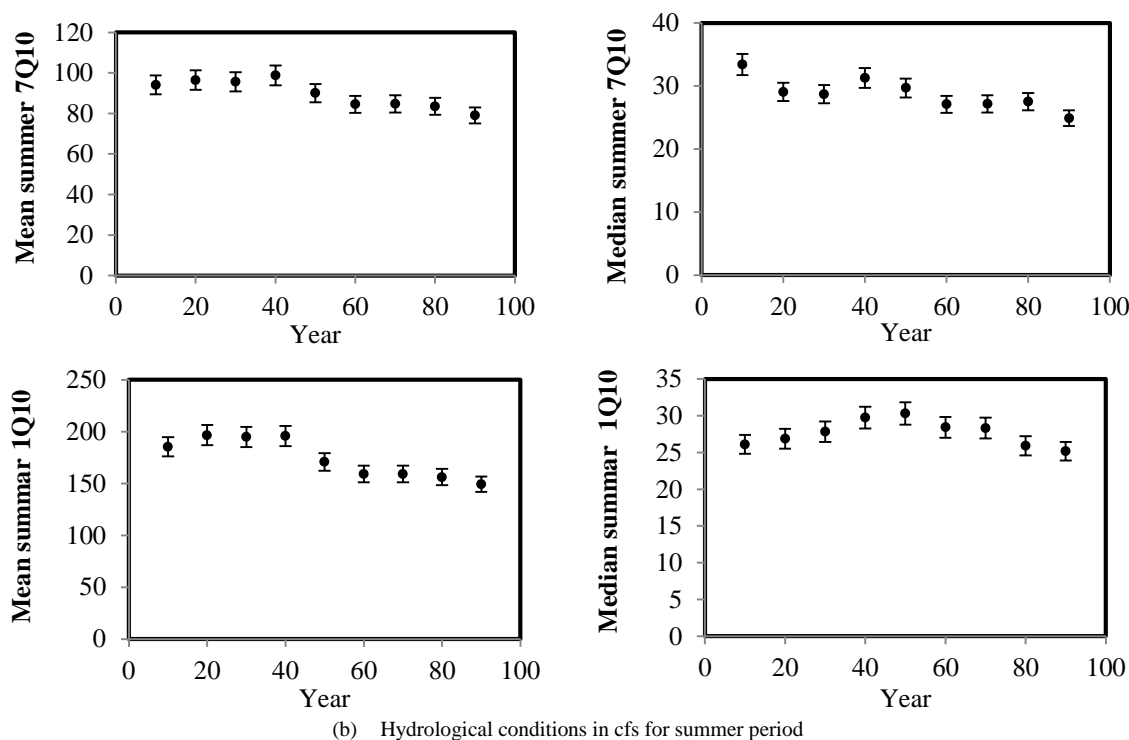 Mean summer 7Q10
120
100
80
60
40
20
0
0 20 40 60 80 100
Year
Median summer 7Q10
40
30
20
10
0
0 20 40 60 80 100
Year
Mean summar 1Q10
250
200
150
100
50
0
0 20 40 60 80 100
Year
Median summar 1Q10
35
30
25
20
15
10
5
0
0 20 40 60 80 100
Year
(b) Hydrological conditions in cfs for summer period